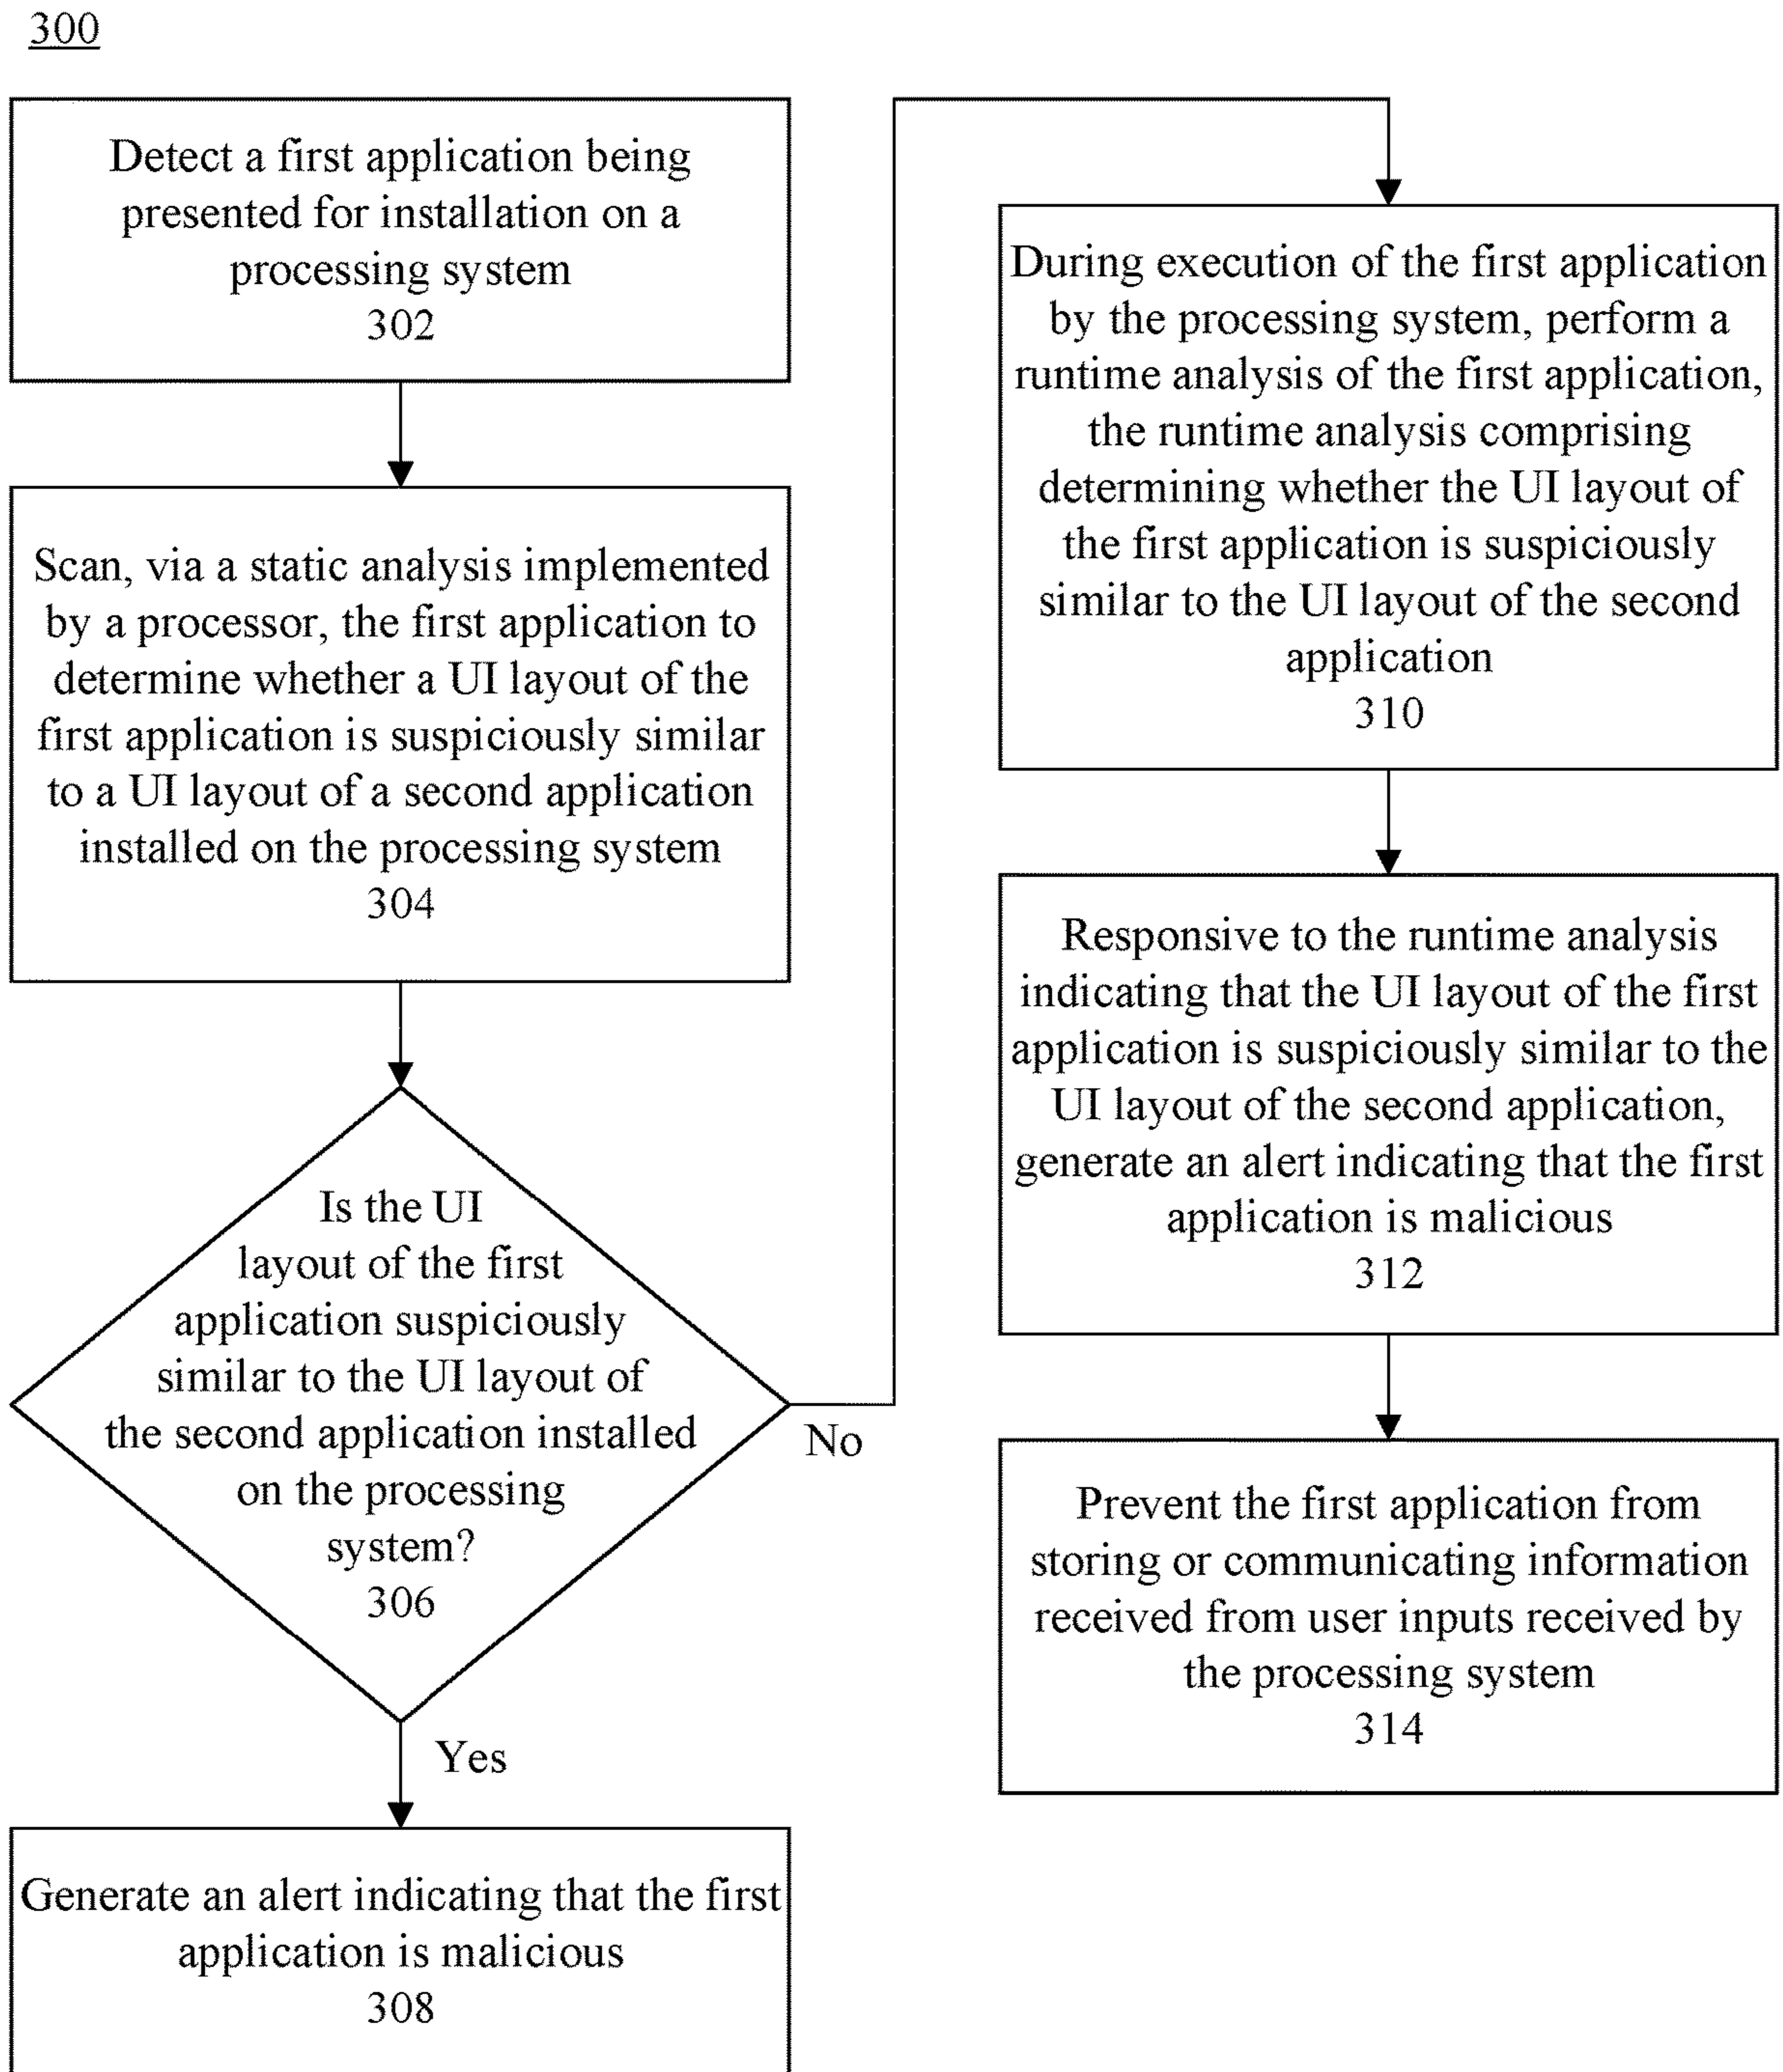 300
Detect a first application being
presented for installation on a
processing system
302
Scan, via a static analysis implemented
by a processor, the first application to
determine whether a UI layout of the
first application is suspiciously similar
to a UI layout of a second application
installed on the processing system
304
Is the UI
layout of the first
application suspiciously
similar to the UI layout of
the second application installed
on the processing
system?
306
No
Yes
Generate an alert indicating that the first
application is malicious
308
During execution of the first application
by the processing system, perform a
runtime analysis of the first application,
the runtime analysis comprising
determining whether the UI layout of
the first application is suspiciously
similar to the UI layout of the second
application
310
Responsive to the runtime analysis
indicating that the UI layout of the first
application is suspiciously similar to the
UI layout of the second application,
generate an alert indicating that the first
application is malicious
312
Prevent the first application from
storing or communicating information
received from user inputs received by
the processing system
314